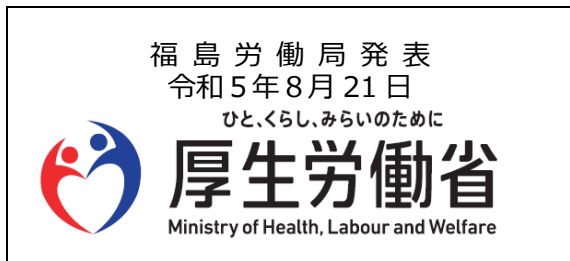 福島労働局発表
令和５年８月 21 日
ひと、くらし、みらいのために
厚生労働省
Ministry of Health, Labour and Welfare